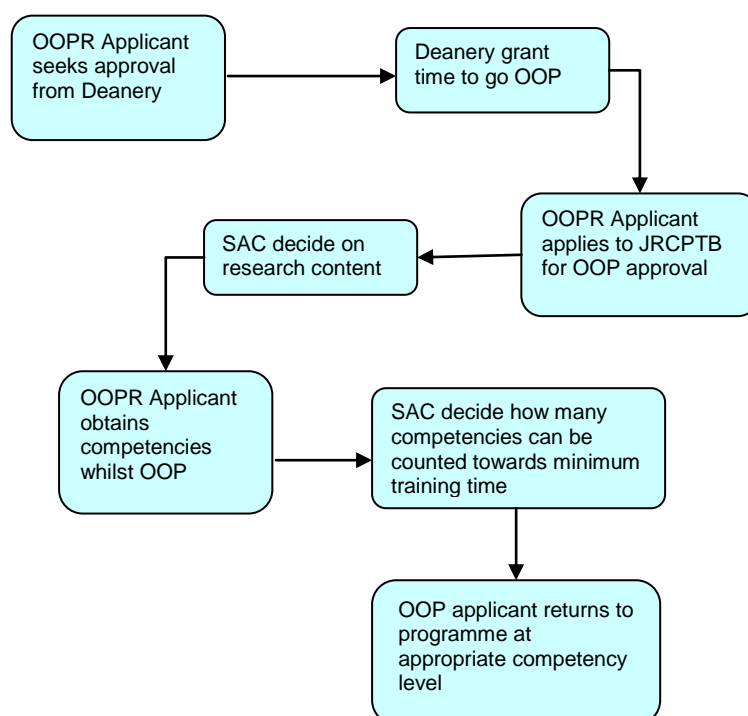 OOPR Applicant
seeks approval
from Deanery
Deanery grant
time to go OOP
OOPR Applicant
applies to JRCPTB
for OOP approval
SAC decide on
research content
OOPR Applicant
obtains
competencies
whilst OOP
SAC decide how many
competencies can be
counted towards minimum
training time
OOP applicant returns to
programme at
appropriate competency
level